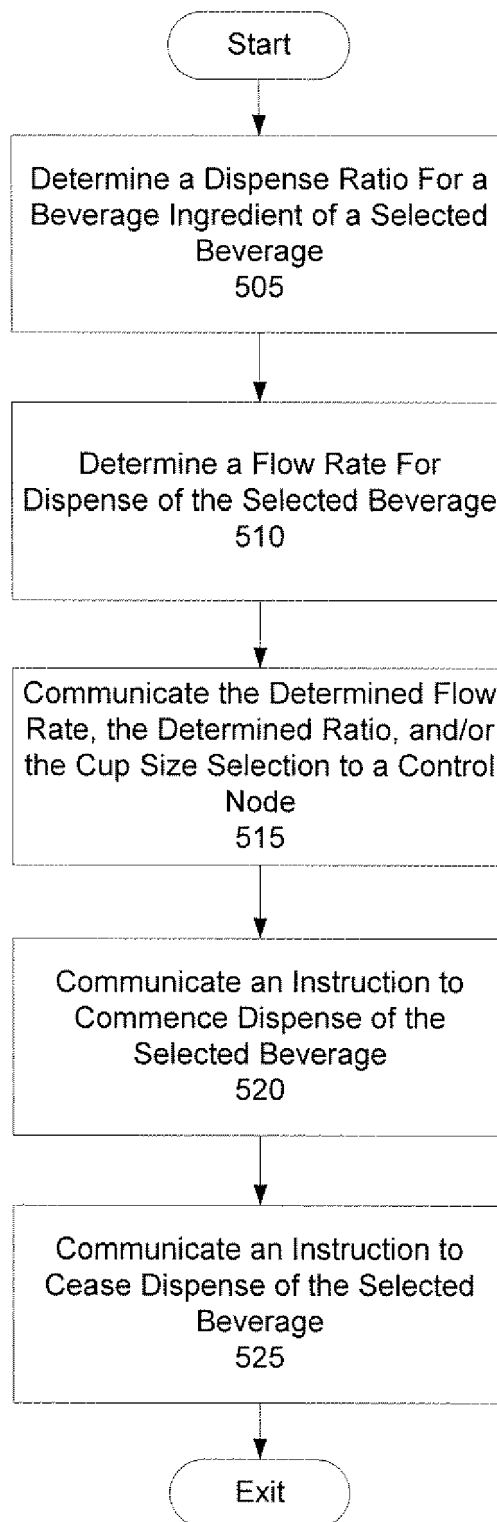 Start
Determine a Dispense Ratio For a
Beverage Ingredient of a Selected
Beverage
505
Determine a Flow Rate For
Dispense of the Selected Beverage
510
Communicate the Determined Flow
Rate, the Determined Ratio, and/or
the Cup Size Selection to a Control
Node
515
Communicate an Instruction to
Commence Dispense of the
Selected Beverage
520
Communicate an Instruction to
Cease Dispense of the Selected
Beverage
525
Exit